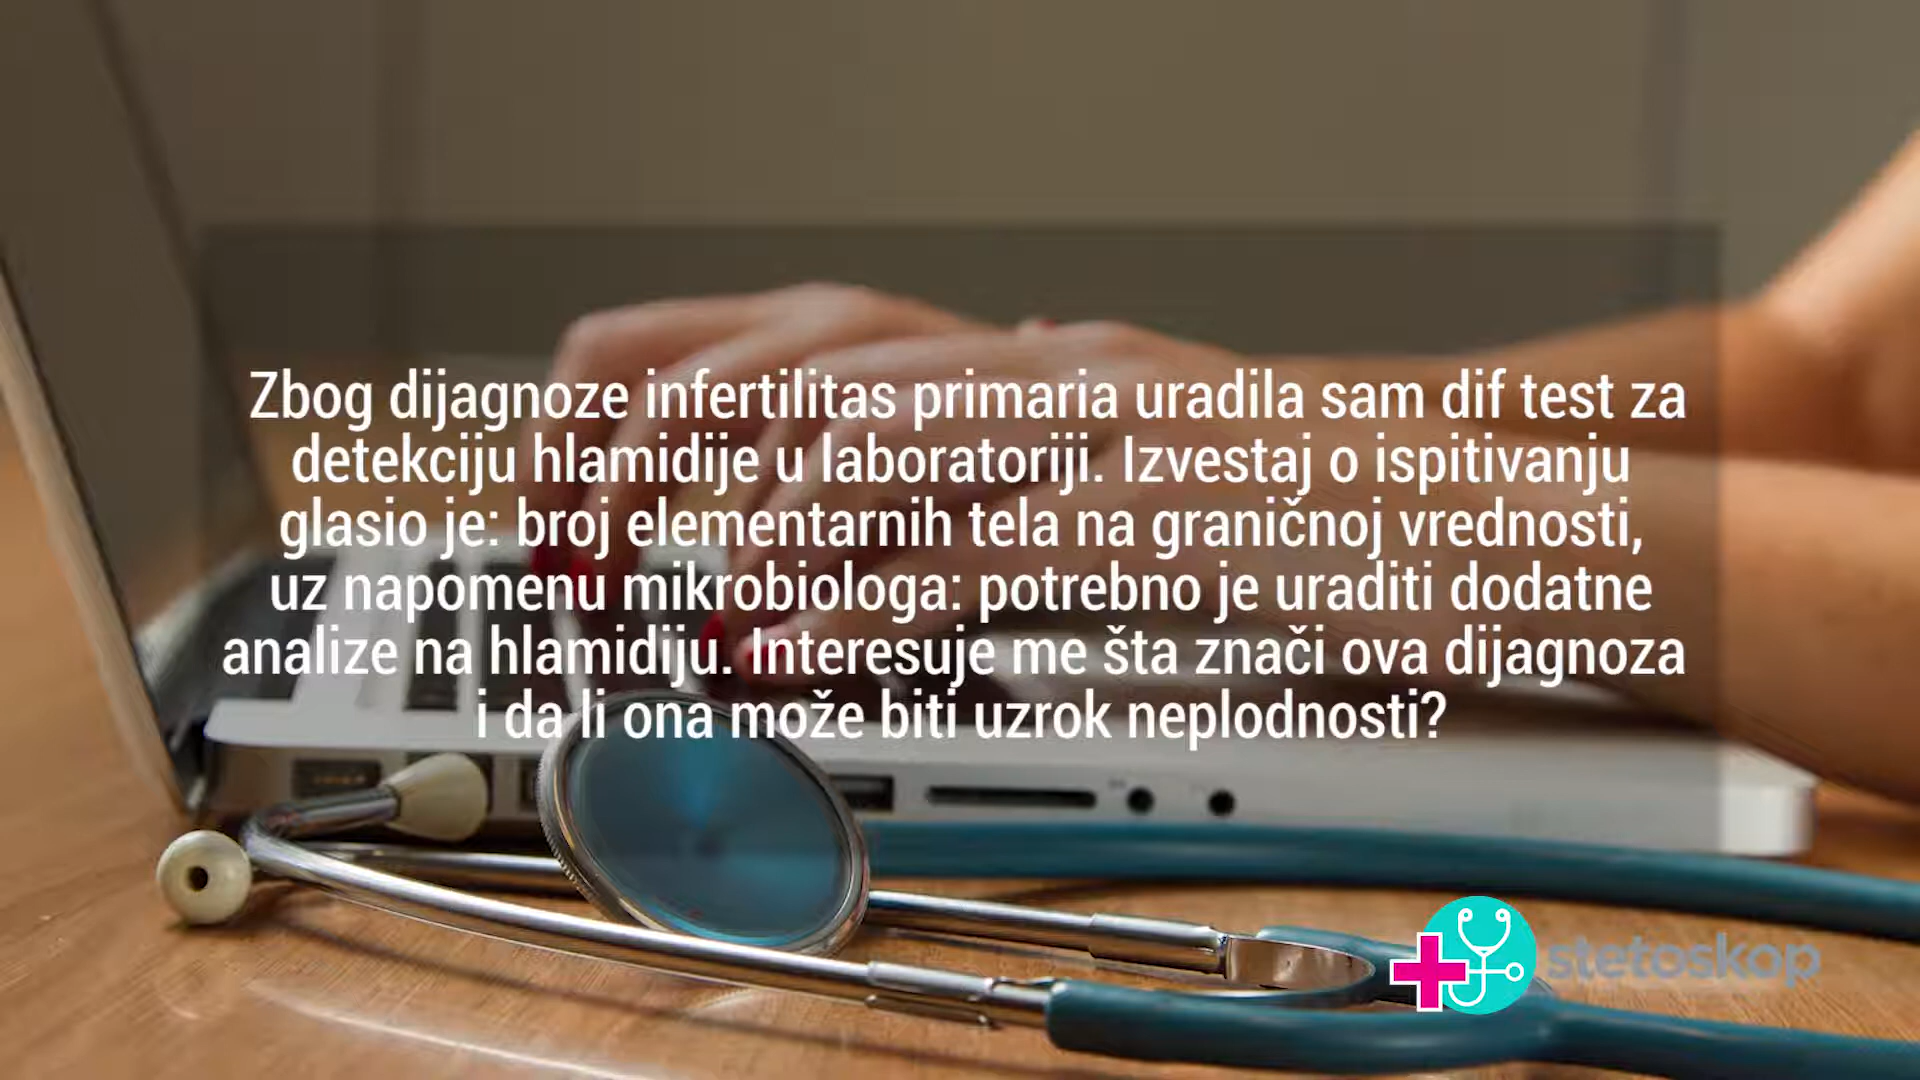 Zbog dijagnoze infertilitas primaria uradila sam dif test za
detekciju hlamidije u laboratoriji. Izvestaj o ispitivanju
glasio je: broj elementarnih tela na graničnoj vrednosti,
uz napomenu mikrobiologa: potrebno je uraditi dodatne
analize na hlamidiju. Interesuje me šta znači ova dijagnoza
i da li ona može biti uzrok neplodnosti?
stetoskop